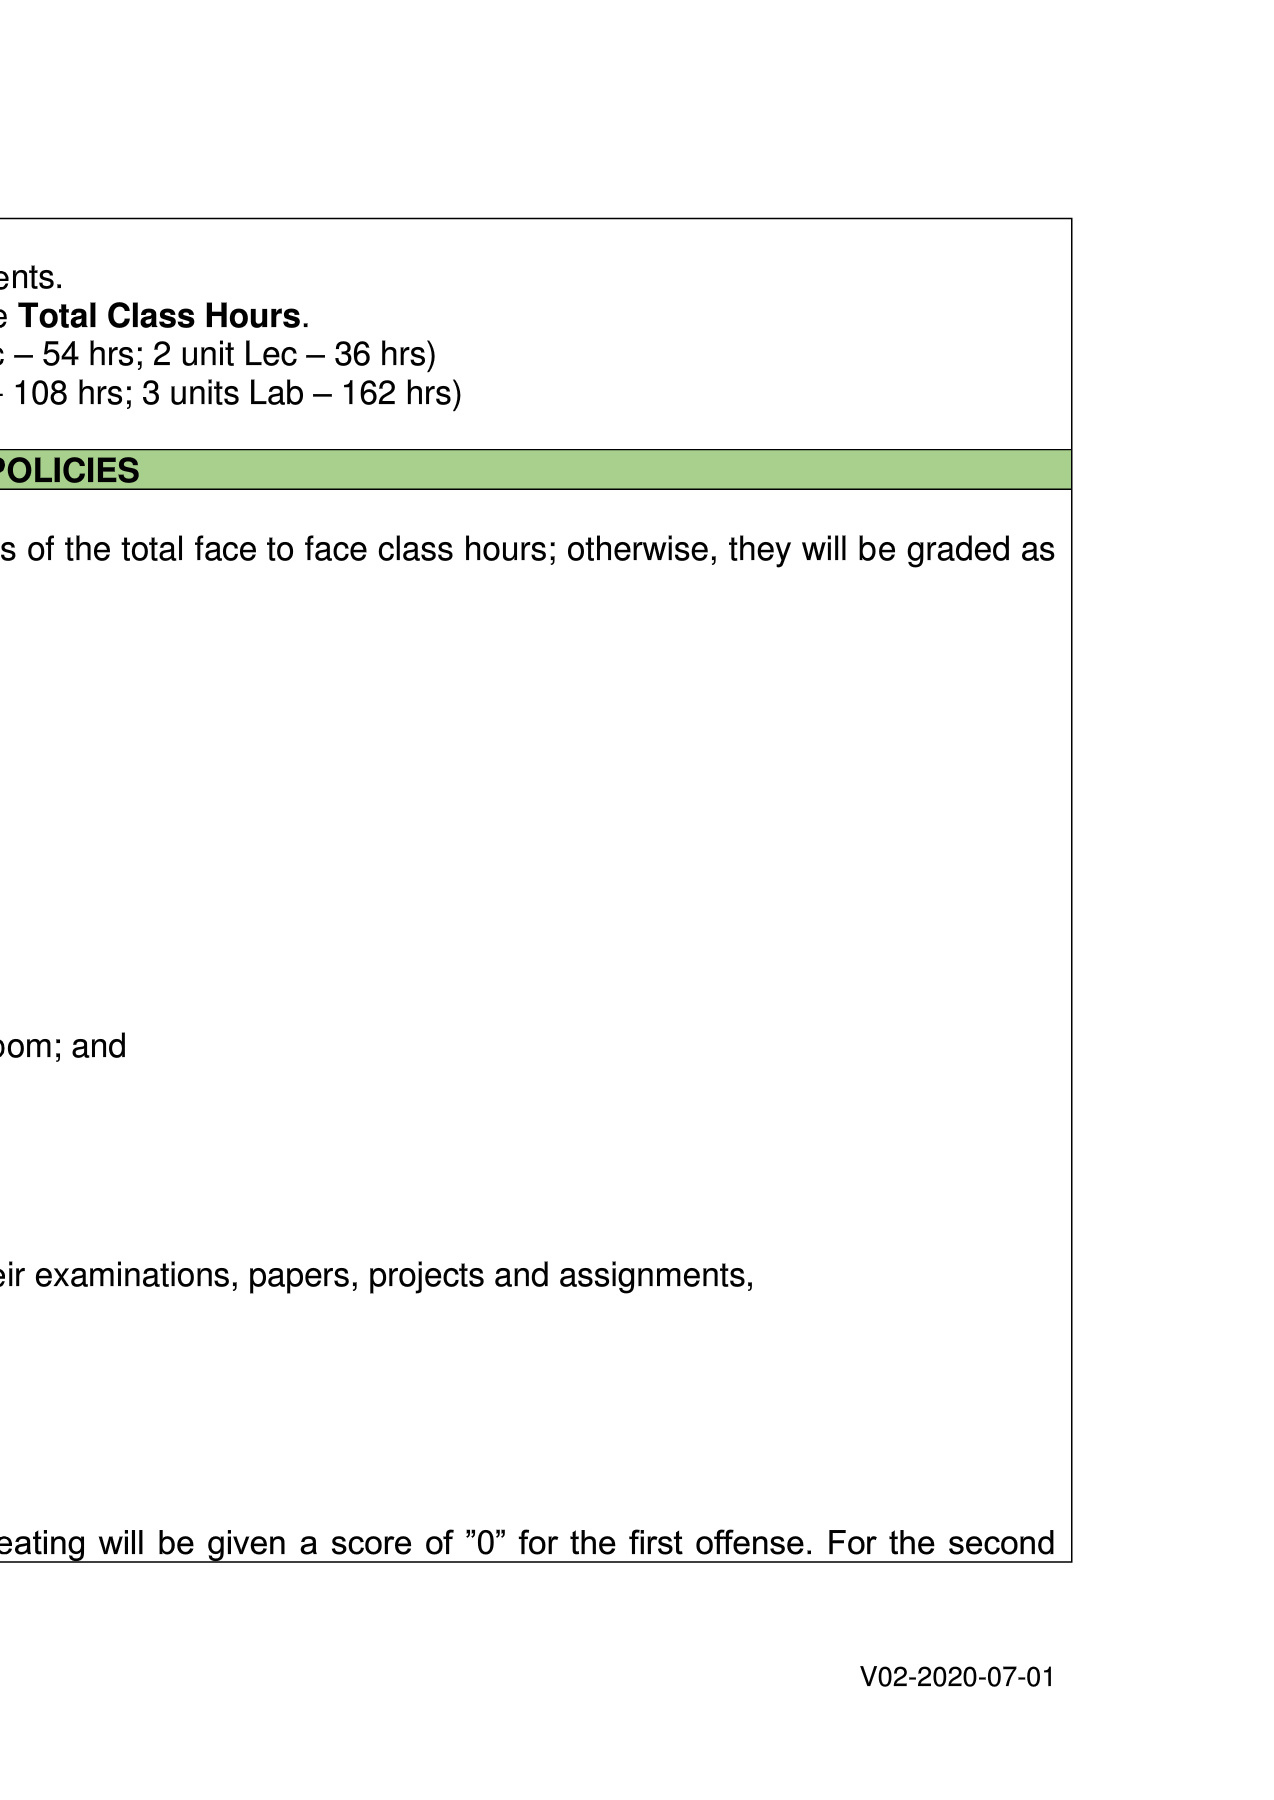 ents.
e Total Class Hours.
c – 54 hrs; 2 unit Lec – 36 hrs)
- 108 hrs; 3 units Lab – 162 hrs)
POLICIES
s of the total face to face class hours; otherwise, they will be graded as
oom; and
eir examinations, papers, projects and assignments,
eating will be given a score of ”0” for the first offense. For the second
V02-2020-07-01